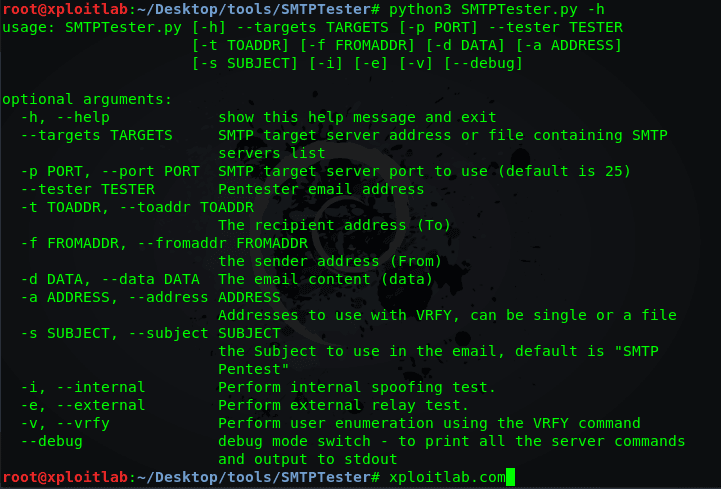 root@xploitlab:~/Desktop/tools/SMTPTester# python3 SMTPTester.py -h
usage: SMTPTester.py [-h] --targets TARGETS [-p PORT] --tester TESTER
[-t TOADDR] [-f FROMADDR] [-d DATA] [-a ADDRESS]
[-s SUBJECT] [-i] [-e] [-v] [--debug]
optional arguments:
-h, --help show this help message and exit
--targets TARGETS SMTP target server address or file containing SMTP
servers list
-p PORT, --port PORT SMTP target server port to use (default is 25)
--tester TESTER Pentester email address
-t TOADDR, --toaddr TOADDR
The recipient address (To)
-f FROMADDR, --fromaddr FROMADDR
the sender address (From)
-d DATA, --data DATA The email content (data)
-a ADDRESS, --address ADDRESS
Addresses to use with VRFY, can be single or a file
-s SUBJECT, --subject SUBJECT
the Subject to use in the email, default is "SMTP
Pentest"
-i, --internal Perform internal spoofing test.
-e, --external Perform external relay test.
-v, --vrfy Perform user enumeration using the VRFY command
--debug debug mode switch - to print all the server commands
and output to stdout
root@xploitlab:~/Desktop/tools/SMTPTester# xploitlab.com